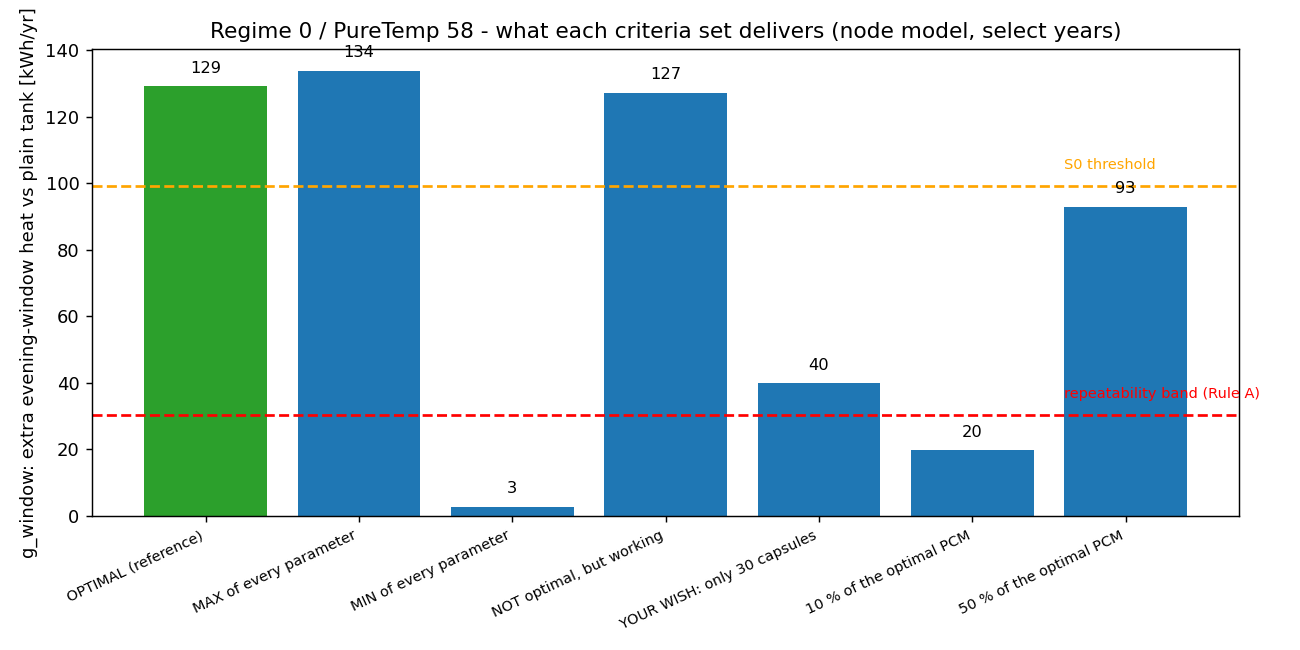 Regime 0 / PureTemp 58 - what each criteria set delivers (node model, select years)
g_window: extra evening-window heat vs plain tank [kWh/yr]
140
120
100
80
60
40
20
0
129
134
3
127
40
20
93
S0 threshold
repeatability band (Rule A)
OPTIMAL (reference)
MAX of every parameter
MIN of every parameter
NOT optimal, but working
YOUR WISH: only 30 capsules
10 % of the optimal PCM
50 % of the optimal PCM